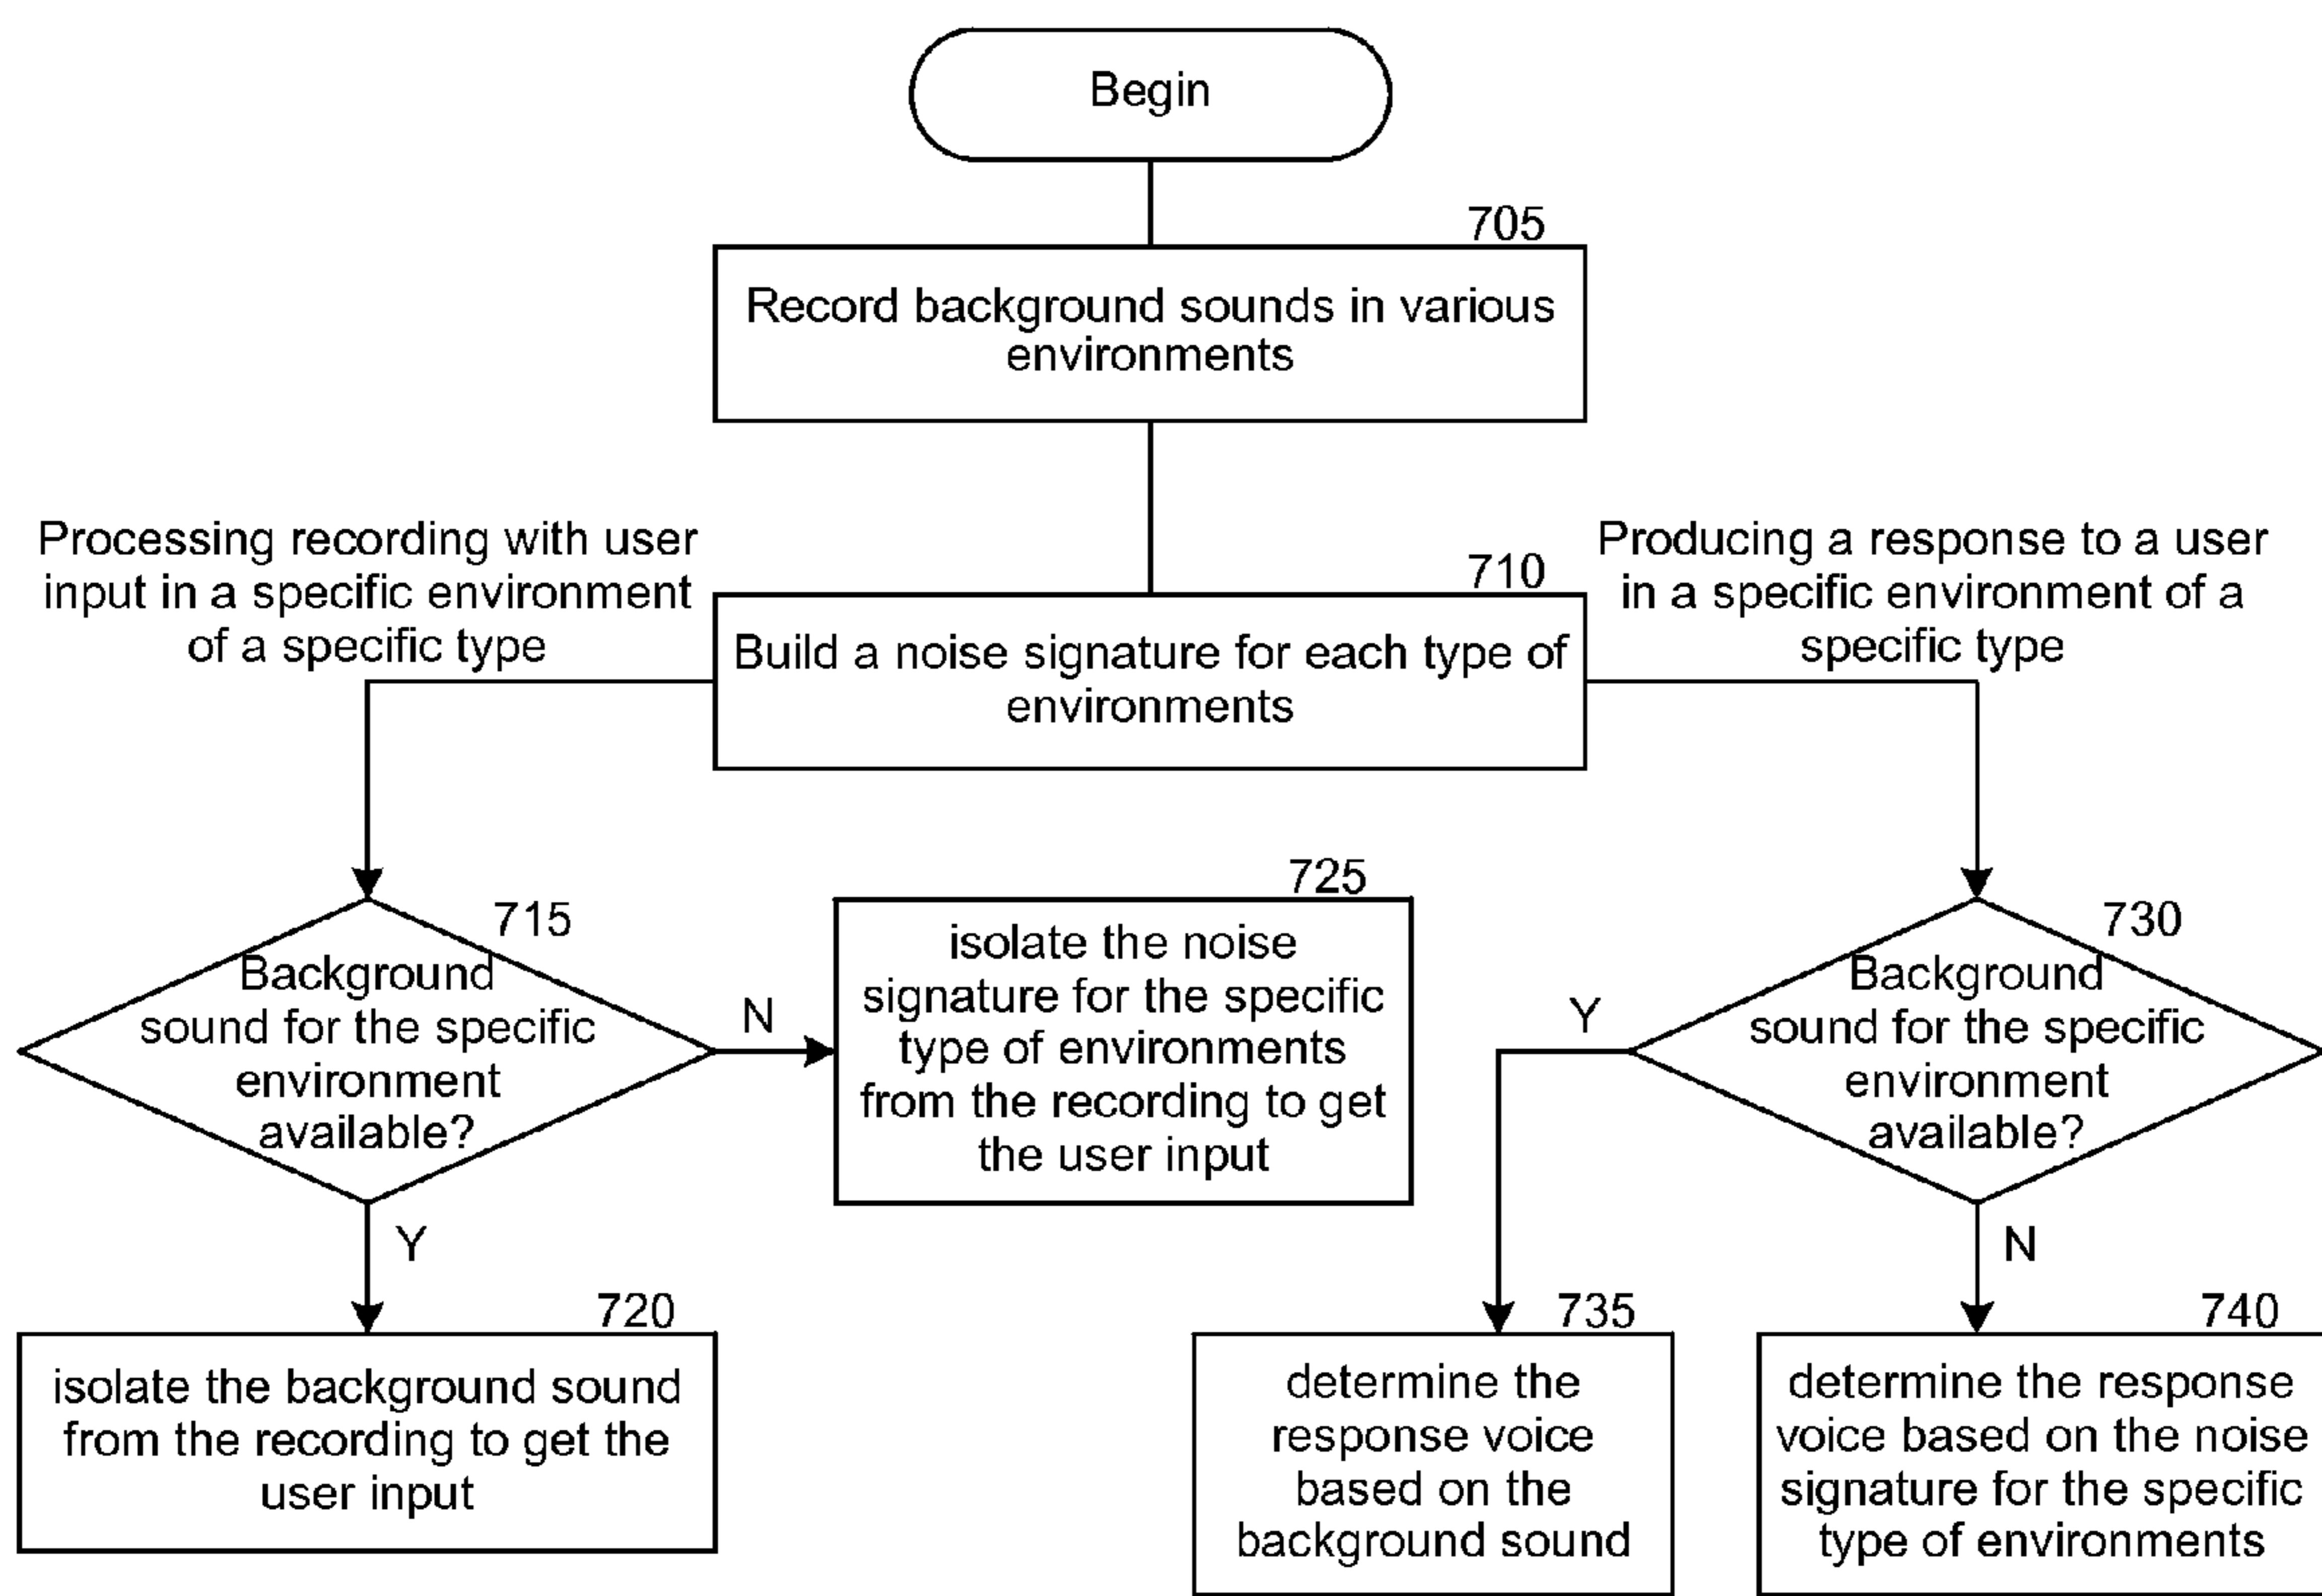 Begin
705
Record background sounds in various
environments
Processing recording with user
input in a specific environment
of a specific type
710
Build a noise signature for each type of
environments
Producing a response to a user
in a specific environment of a
specific type
715
Background
sound for the specific
environment
available?
N
Y
725
isolate the noise
signature for the specific
type of environments
from the recording to get
the user input
720
isolate the background sound
from the recording to get the
user input
730
Background
sound for the specific
environment
available?
Y
N
735
determine the
response voice
based on the
background sound
740
determine the response
voice based on the noise
signature for the specific
type of environments